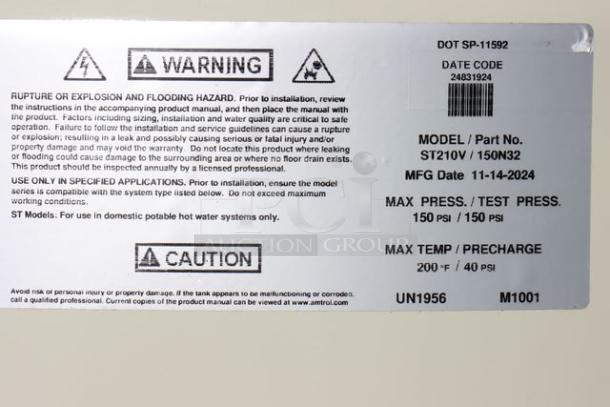 WARNING
RUPTURE OR EXPLOSION AND FLOODING HAZARD. Prior to installation, review
the instructions in the accompanying product manual, and then place the manual with
the product. Factors including sizing, installation and water quality are critical to safe
operation. Failure to follow the installation and service guidelines can cause a rupture
or explosion; resulting in a leak and possibly causing serious or fatal injury and/or
property damage and may void the warranty. Do not locate this product where leaking
or flooding could cause damage to the surrounding area or where no floor drain exists.
This product should be inspected annually by a licensed professional.
USE ONLY IN SPECIFIED APPLICATIONS. Prior to installation, ensure the model
series is compatible with the system type listed below. Do not exceed maximum
working conditions.
ST Models: For use in domestic potable hot water systems only.
CAUTION
Avoid risk of personal injury or property damage. If the tank appears to be malfunctioning or corroded,
call a qualified professional. Current copies of the product manual can be viewed at www.amtrol.com
DOT SP-11592
DATE CODE
24831924
MODEL / Part No.
ST210V / 150N32
MFG Date 11-14-2024
MAX PRESS. / TEST PRESS.
150 PSI / 150 PSI
MAX TEMP / PRECHARGE
200 °F / 40 PSI
UN1956 M1001
PCI
AUCTION GROUP